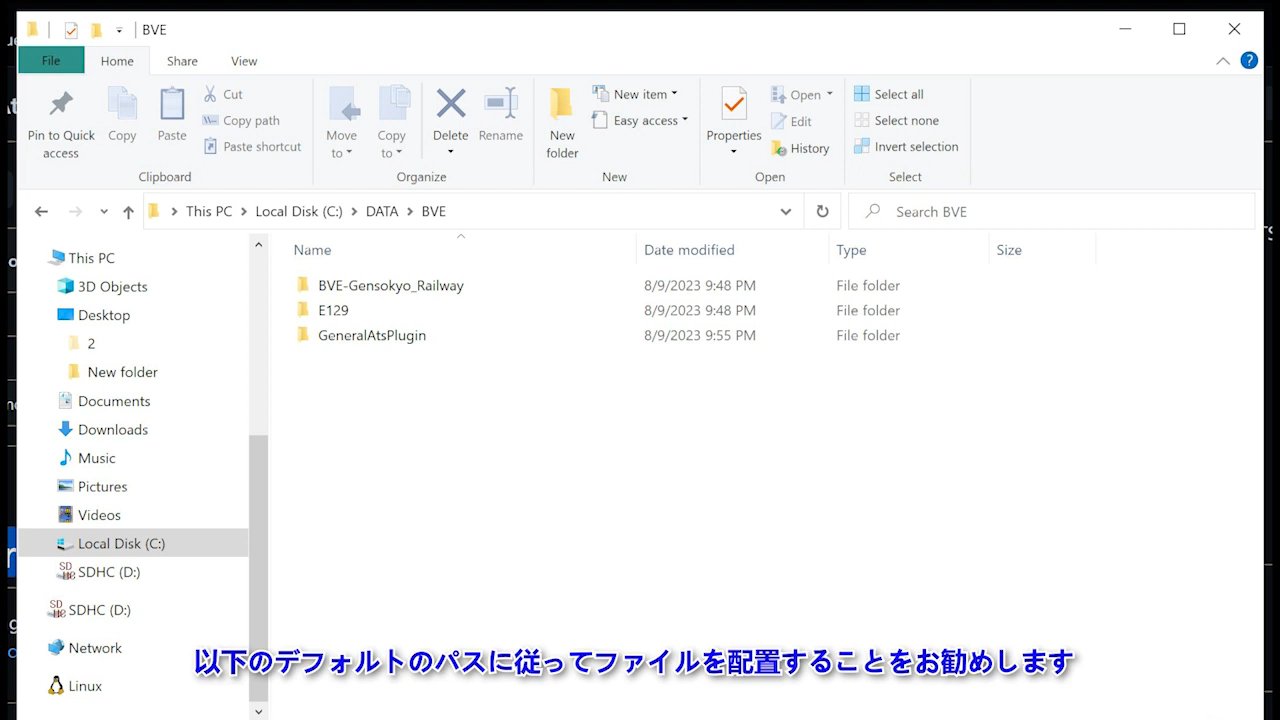 BVE
File
Home
Share
View
Pin to Quick access
Copy
Paste
Cut
Copy path
Paste shortcut
Clipboard
Move to
Copy to
Delete
Rename
Organize
New folder
New item
Easy access
New
Properties
Open
Edit
History
Open
Select all
Select none
Invert selection
Select
This PC > Local Disk (C:) > DATA > BVE
Search BVE
Name Date modified Type Size
BVE-Gensokyo_Railway 8/9/2023 9:48 PM File folder
E129 8/9/2023 9:48 PM File folder
GeneralAtsPlugin 8/9/2023 9:55 PM File folder
This PC
3D Objects
Desktop
2
New folder
Documents
Downloads
Music
Pictures
Videos
Local Disk (C:)
SDHC (D:)
SDHC (D:)
Network
Linux
以下のデフォルトのパスに従ってファイルを配置することをお勧めします